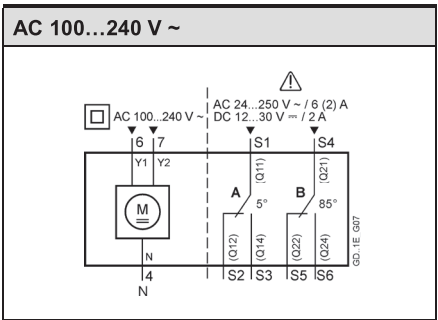 AC 100...240 V ~
AC 24...250 V ~ / 6 (2) A
AC 100...240 V ~ DC 12...30 V ⎓ / 2 A
6 7 S1 S4
Y1 Y2 (Q11) (Q21)
A 5° B 85°
M
N (Q12) (Q14) (Q22) (Q24)
4 S2 S3 S5 S6
N
GD..1E G07